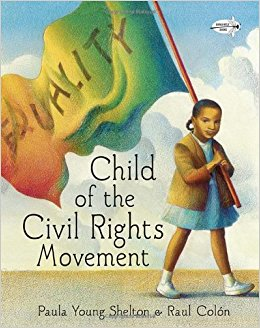 EQUALITY
Child
of the
Civil Rights
Movement
Paula Young Shelton & Raul Colón